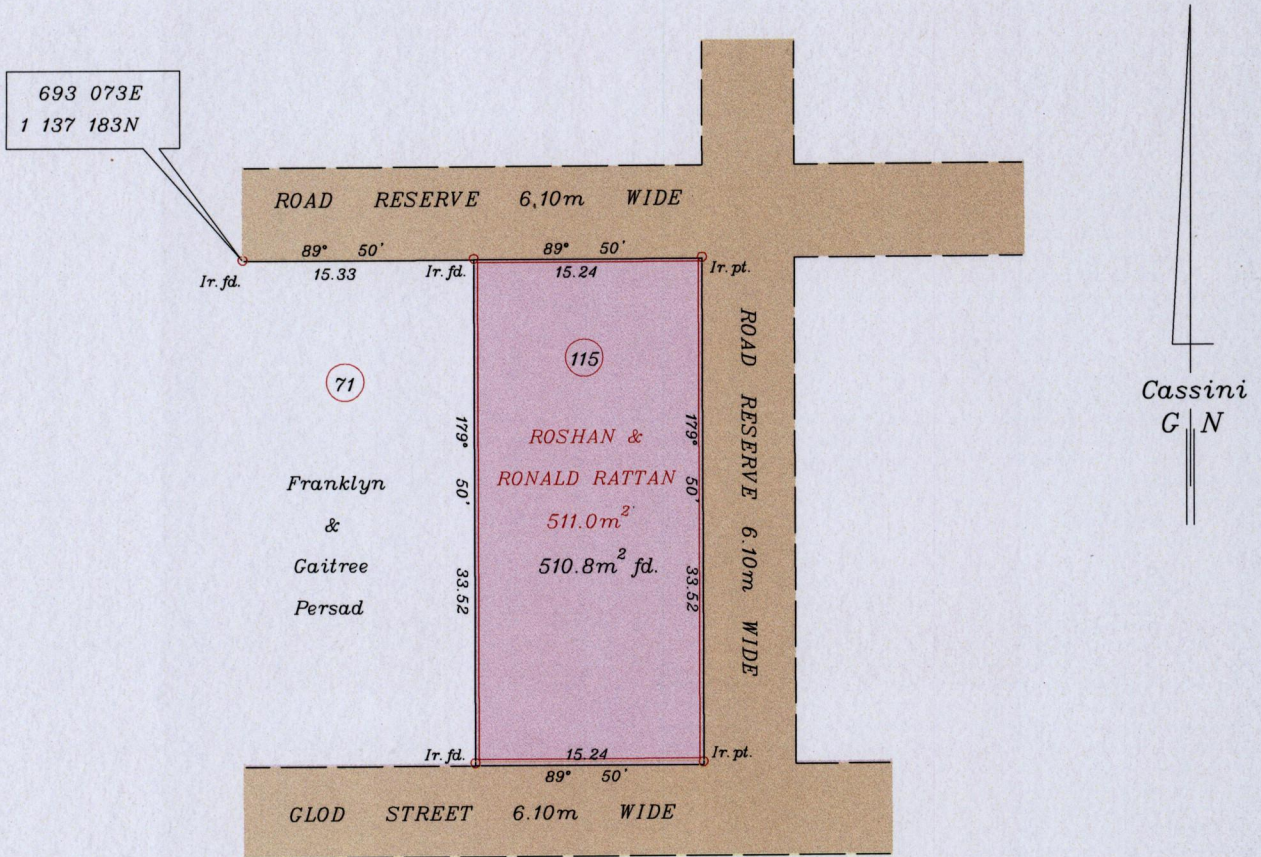 693 073E
1 137 183N
ROAD RESERVE 6,10m WIDE
89° 50'
15.33
89° 50'
15.24
Ir. fd.
Ir. fd.
Ir. pt.
71
Franklyn
&
Gaitree
Persad
115
ROSHAN &
RONALD RATTAN
511.0m²
510.8m² fd.
179° 50' 33.52
179° 50' 33.52
ROAD RESERVE 6.10m WIDE
Ir. fd.
15.24
Ir. pt.
89° 50'
GLOD STREET 6.10m WIDE
Cassini
G N